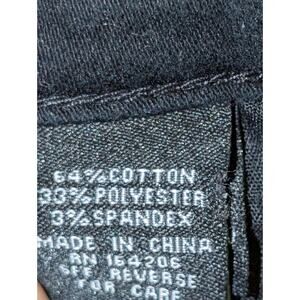 64%COTTON
33%POLYESTER
3%SPANDEX
MADE IN CHINA
RN 164206
SEE REVERSE
FOR CARE